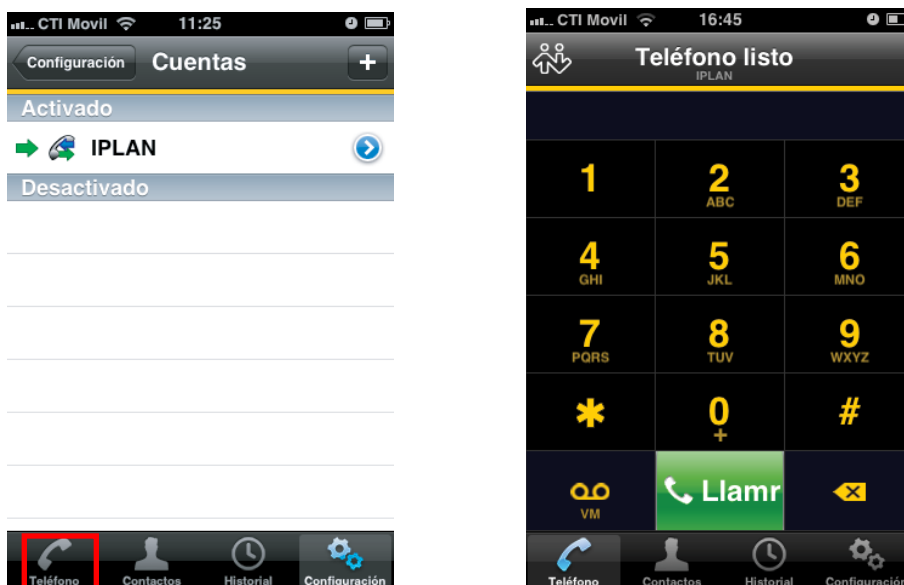 CTI Movil 11:25
Configuración Cuentas +
Activado
IPLAN
Desactivado
Teléfono Contactos Historial Configuración
CTI Movil 16:45
Teléfono listo
IPLAN
1 2 3
ABC DEF
4 5 6
GHI JKL MNO
7 8 9
PQRS TUV WXYZ
* 0 #
+
Llamr
VM
Teléfono Contactos Historial Configuración